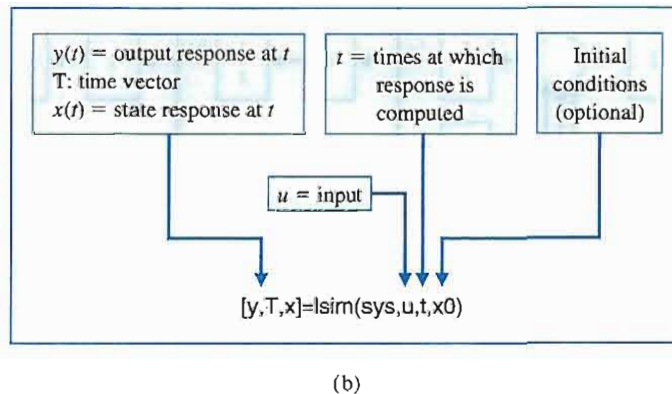 y(t) = output response at t
T: time vector
x(t) = state response at t
t = times at which
response is
computed
Initial
conditions
(optional)
u = input
[y,T,x]=lsim(sys,u,t,x0)
(b)